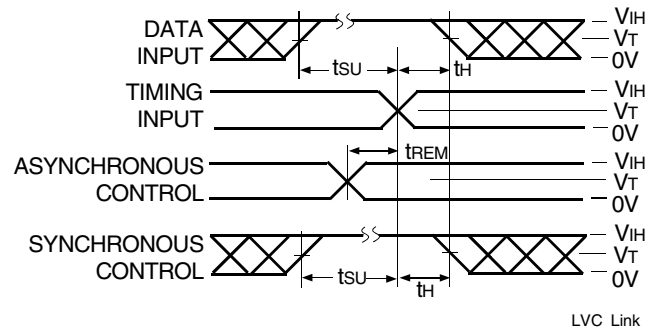 DATA
INPUT
tSU
tH
VIH
VT
0V
TIMING
INPUT
tREM
VIH
VT
0V
ASYNCHRONOUS
CONTROL
VIH
VT
0V
SYNCHRONOUS
CONTROL
tSU
tH
VIH
VT
0V
LVC Link